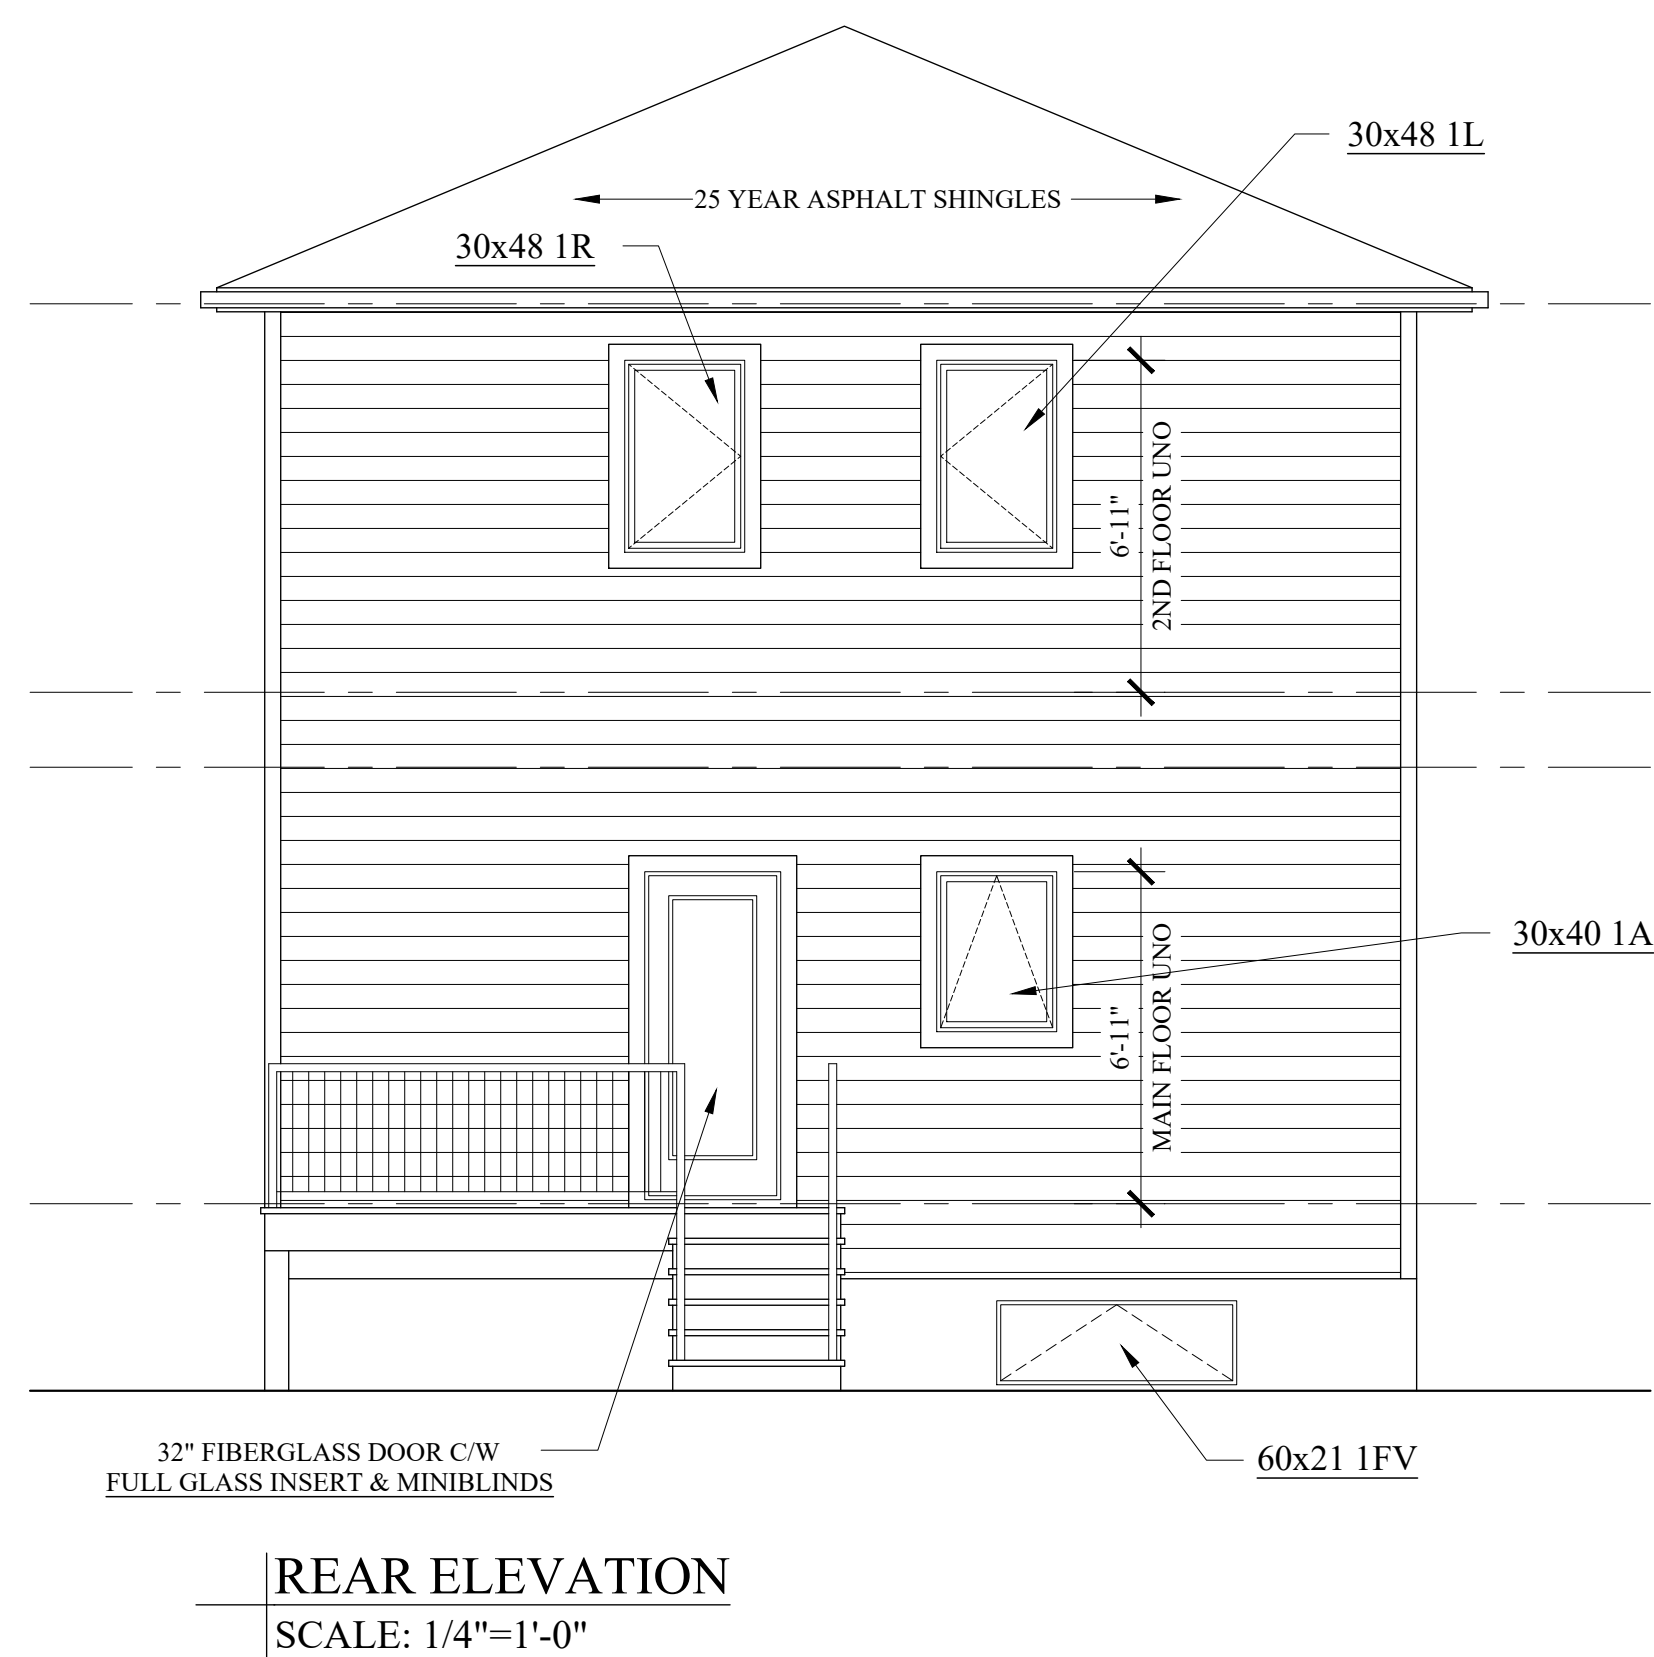 30x48 1L
25 YEAR ASPHALT SHINGLES
30x48 1R
6'-11"
2ND FLOOR UNO
30x40 1A
6'-11"
MAIN FLOOR UNO
32" FIBERGLASS DOOR C/W
FULL GLASS INSERT & MINIBLINDS
60x21 1FV
REAR ELEVATION
SCALE: 1/4"=1'-0"